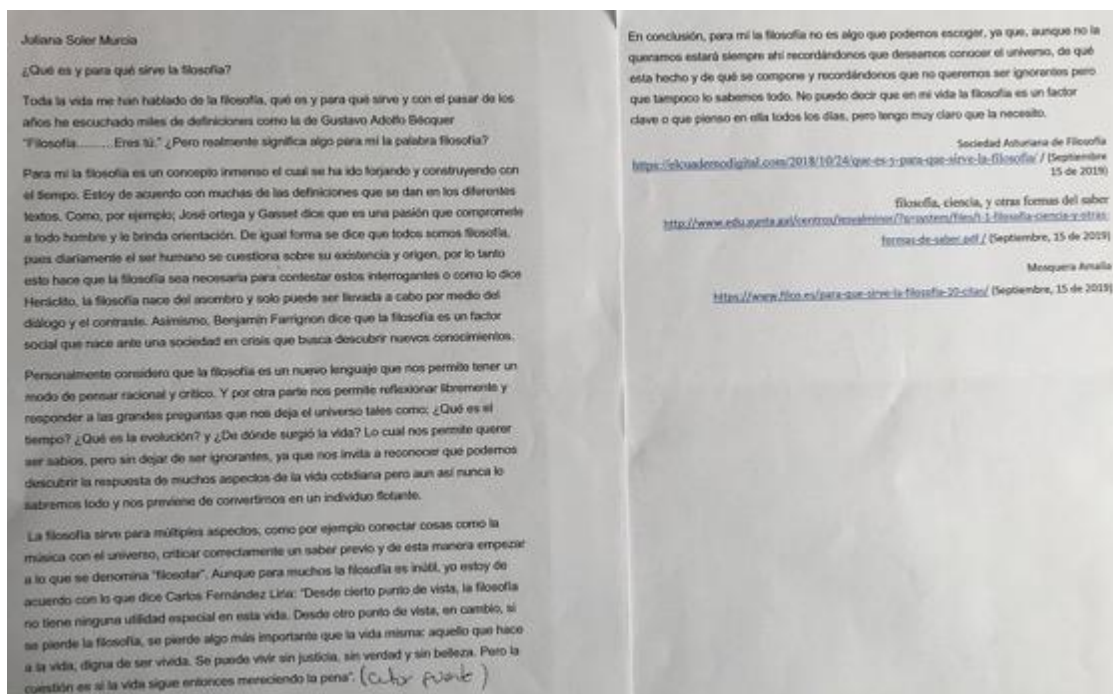 Juliana Soler Murcia
¿Qué es y para qué sirve la filosofía?
Toda la vida me han hablado de la filosofía, qué es y para qué sirve y con el pasar de los
años he escuchado miles de definiciones como la de Gustavo Adolfo Bécquer
"Filosofía.........Eres tú." ¿Pero realmente significa algo para mí la palabra filosofía?
Para mí la filosofía es un concepto inmenso el cual se ha ido forjando y construyendo con
el tiempo. Estoy de acuerdo con muchas de las definiciones que se dan en los diferentes
textos. Como, por ejemplo; José ortega y Gasset dice que es una pasión que compromete
a todo hombre y le brinda orientación. De igual forma se dice que todos somos filosofía,
pues diariamente el ser humano se cuestiona sobre su existencia y origen, por lo tanto
esto hace que la filosofía sea necesaria para contestar estos interrogantes o como lo dice
Heráclito, la filosofía nace del asombro y solo puede ser llevada a cabo por medio del
diálogo y el contraste. Asimismo, Benjamin Farrignon dice que la filosofía es un factor
social que nace ante una sociedad en crisis que busca descubrir nuevos conocimientos.
Personalmente considero que la filosofía es un nuevo lenguaje que nos permite tener un
modo de pensar racional y crítico. Y por otra parte nos permite reflexionar libremente y
responder a las grandes preguntas que nos deja el universo tales como: ¿Qué es el
tiempo? ¿Qué es la evolución? y ¿De dónde surgió la vida? Lo cual nos permite querer
ser sabios, pero sin dejar de ser ignorantes, ya que nos invita a reconocer que podemos
descubrir la respuesta de muchos aspectos de la vida cotidiana pero aun así nunca lo
sabremos todo y nos previene de convertirnos en un individuo flotante.
La filosofía sirve para múltiples aspectos, como por ejemplo conectar cosas como la
música con el universo, criticar correctamente un saber previo y de esta manera empezar
a lo que se denomina "filosofar". Aunque para muchos la filosofía es inútil, yo estoy de
acuerdo con lo que dice Carlos Fernández Liria: "Desde cierto punto de vista, la filosofía
no tiene ninguna utilidad especial en esta vida. Desde otro punto de vista, en cambio, si
se pierde la filosofía, se pierde algo más importante que la vida misma: aquello que hace
a la vida, digna de ser vivida. Se puede vivir sin justicia, sin verdad y sin belleza. Pero la
cuestión es si la vida sigue entonces mereciendo la pena". (citar fuente)
En conclusión, para mí la filosofía no es algo que podemos escoger, ya que, aunque no la
queramos estará siempre ahí recordándonos que deseamos conocer el universo, de qué
esta hecho y de qué se compone y recordándonos que no queremos ser ignorantes pero
que tampoco lo sabemos todo. No puedo decir que en mi vida la filosofía es un factor
clave o que pienso en ella todos los días, pero tengo muy claro que la necesito.
Sociedad Asturiana de Filosofía
https://elcuadernodigital.com/2018/10/24/que-es-y-para-que-sirve-la-filosofia/ / (Septiembre
15 de 2019)
filosofía, ciencia, y otras formas del saber
formas-de-saber.pdf / (Septiembre, 15 de 2019)
Mosquera Amalia
https://www.filco.es/para-que-sirve-la-filosofia-10-citas/ (Septiembre, 15 de 2019)